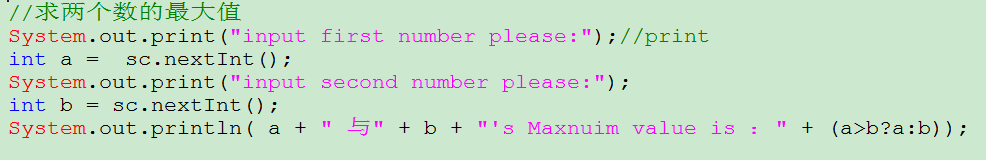 //求两个数的最大值
System.out.print("input first number please:");//print
int a =  sc.nextInt();
System.out.print("input second number please:");
int b = sc.nextInt();
System.out.println( a + " 与" + b + "'s Maxnuim value is : " + (a>b?a:b));